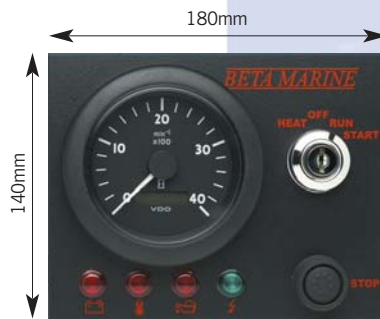 180mm
140mm
BETA MARINE
HEAT OFF RUN START
0 10 20 30 40
min⁻¹
x100
VDO
STOP